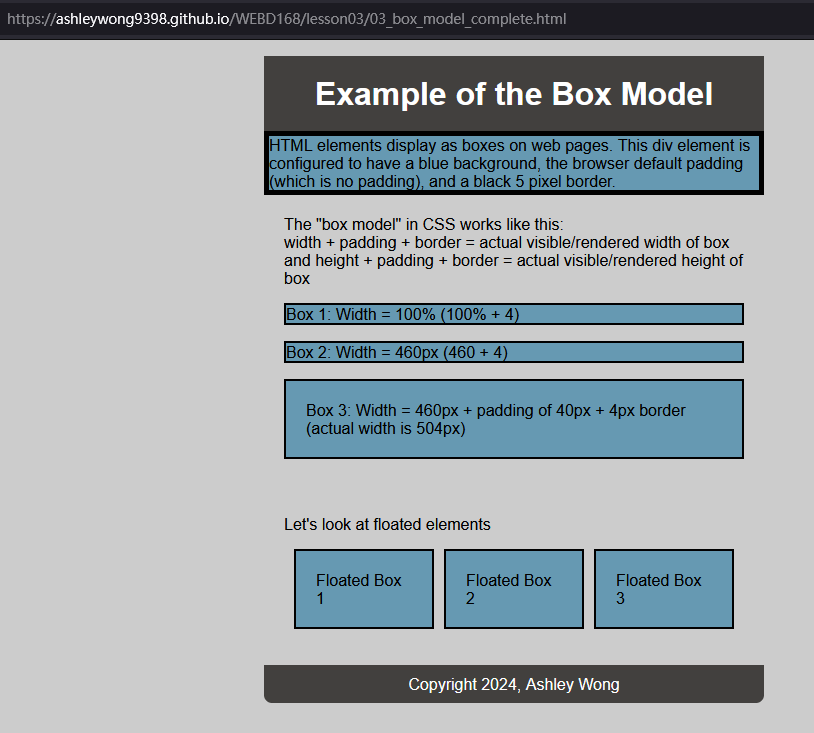 https://ashleywong9398.github.io/WEBD168/lesson03/03_box_model_complete.html
Example of the Box Model
HTML elements display as boxes on web pages. This div element is
configured to have a blue background, the browser default padding
(which is no padding), and a black 5 pixel border.
The "box model" in CSS works like this:
width + padding + border = actual visible/rendered width of box
and height + padding + border = actual visible/rendered height of
box
Box 1: Width = 100% (100% + 4)
Box 2: Width = 460px (460 + 4)
Box 3: Width = 460px + padding of 40px + 4px border
(actual width is 504px)
Let's look at floated elements
Floated Box
1
Floated Box
2
Floated Box
3
Copyright 2024, Ashley Wong